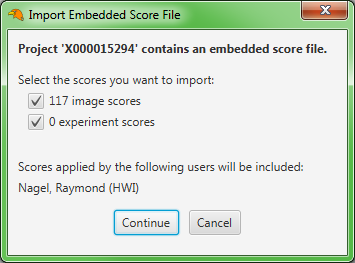 Import Embedded Score File
Project 'X000015294' contains an embedded score file.
Select the scores you want to import:
117 image scores
0 experiment scores
Scores applied by the following users will be included:
Nagel, Raymond (HWI)
Continue Cancel